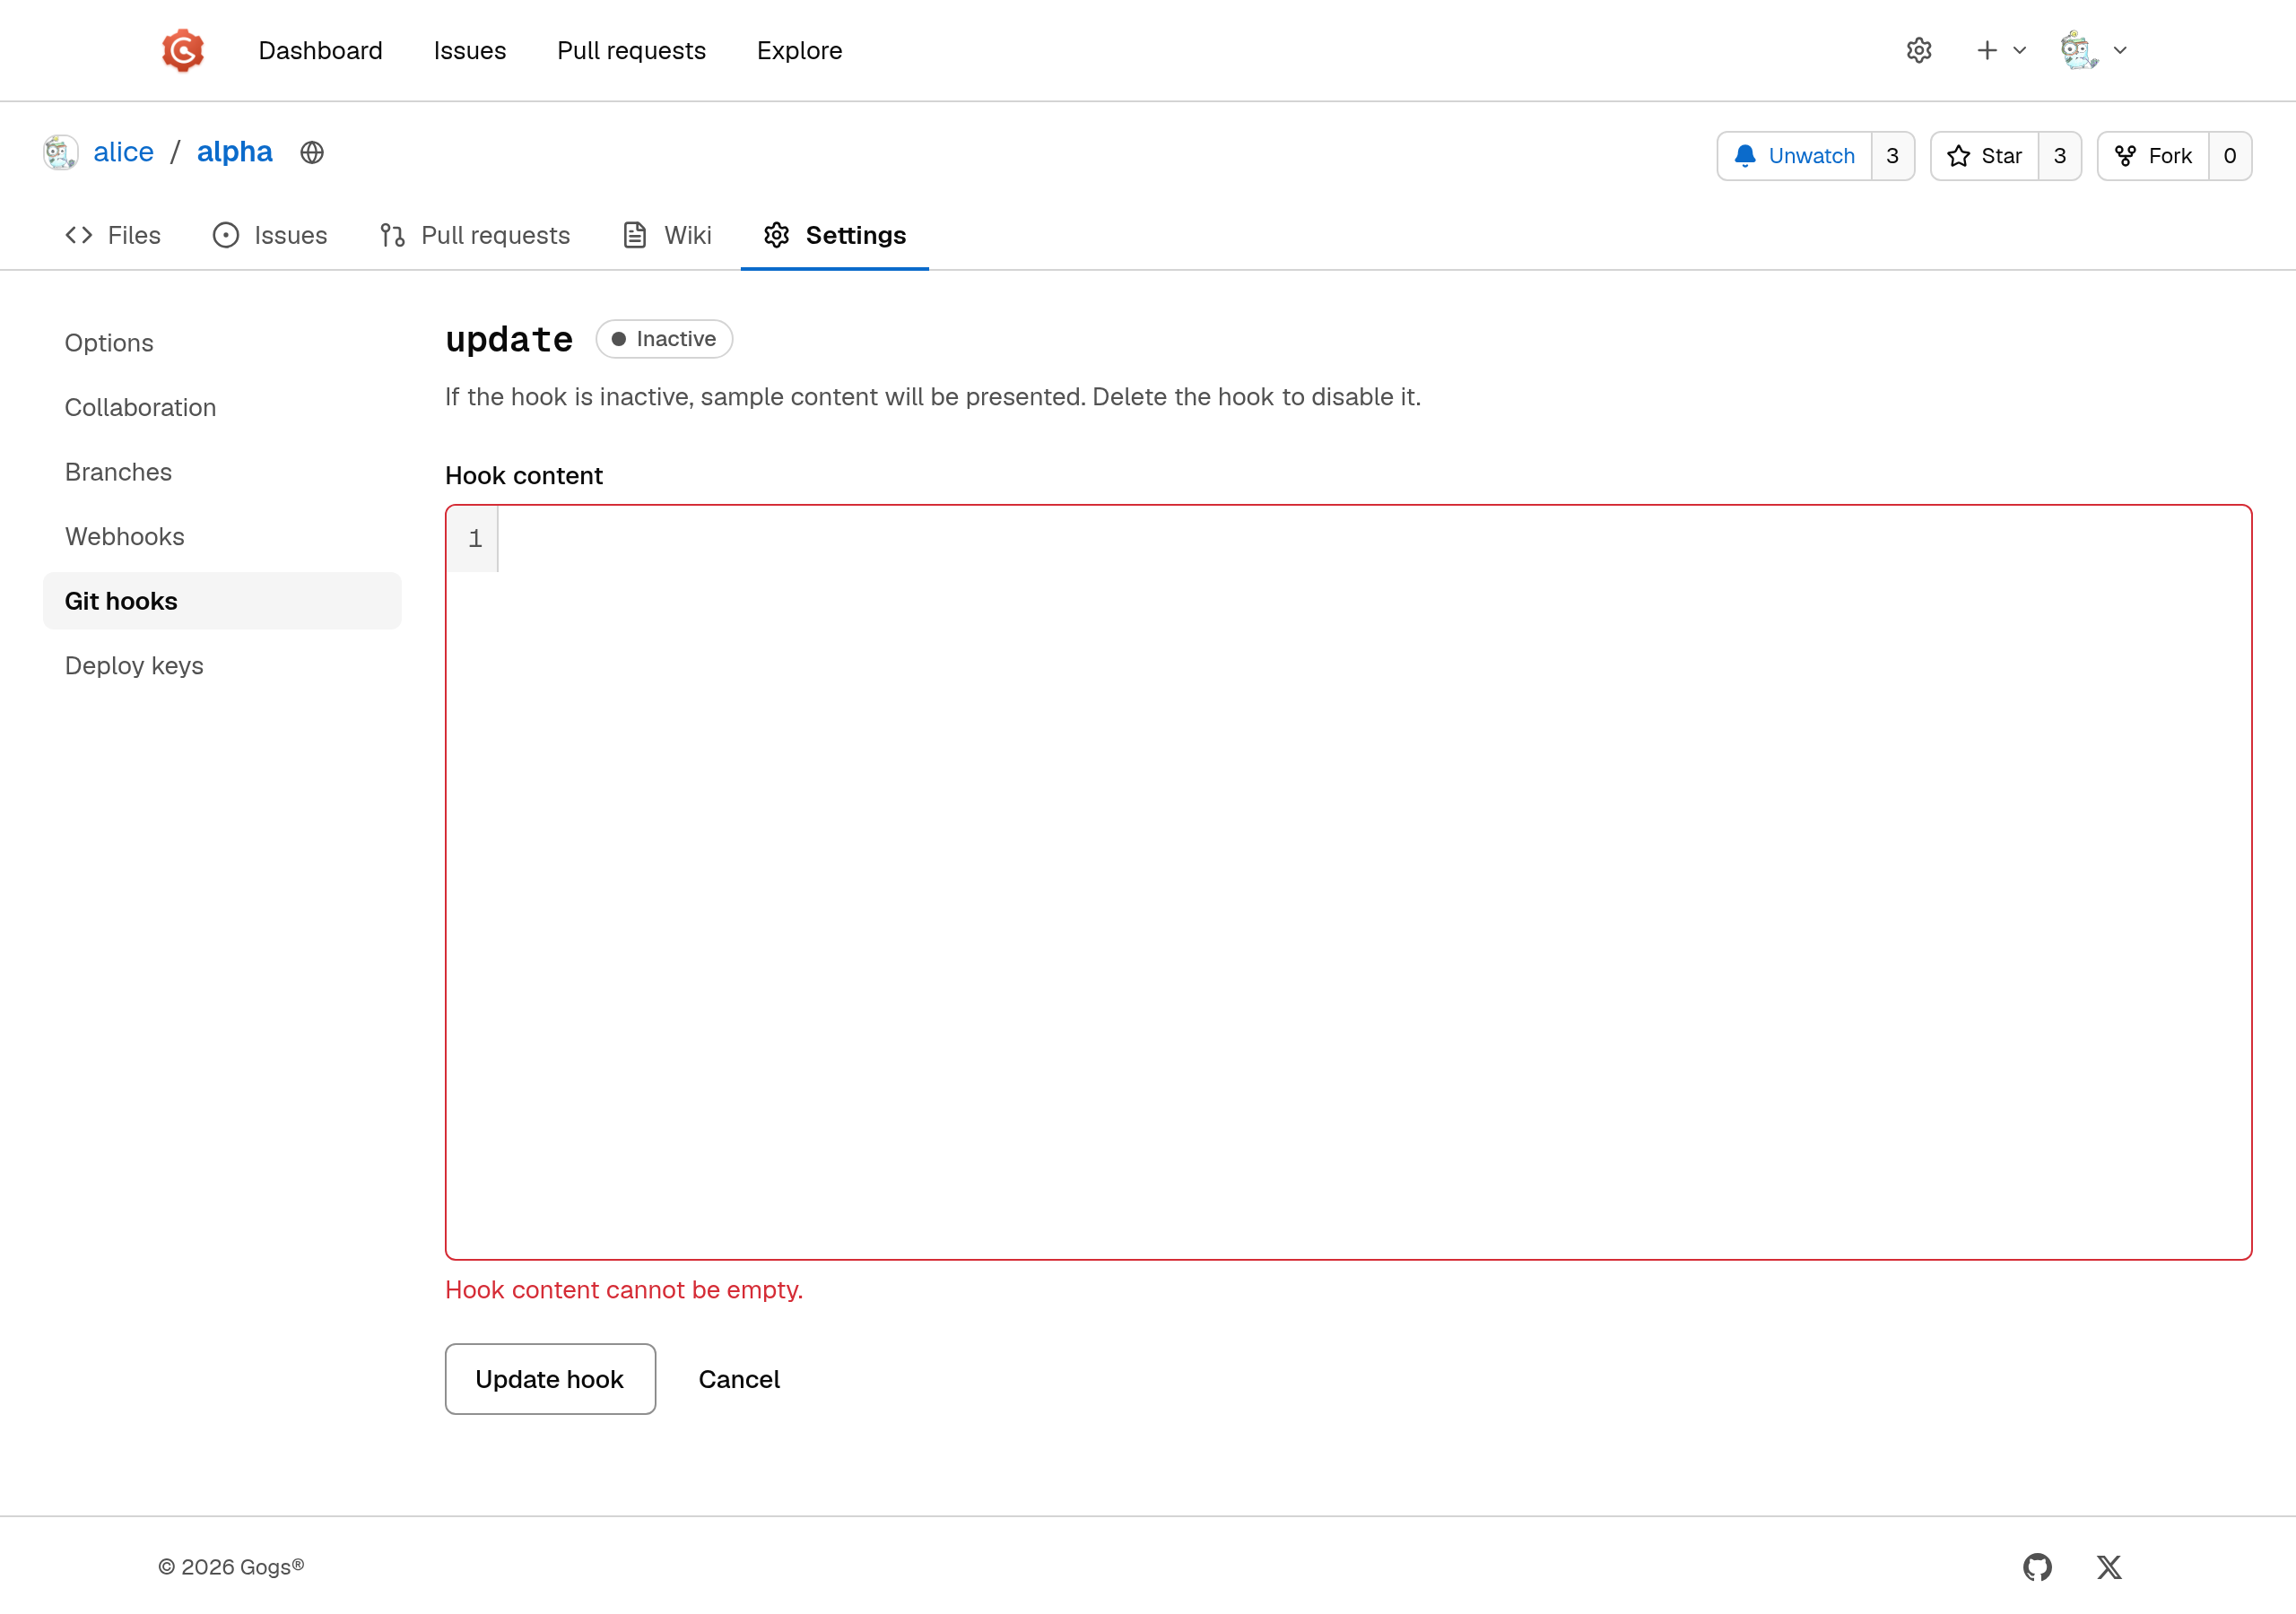 Dashboard Issues Pull requests Explore
alice / alpha
Unwatch 3 Star 3 Fork 0
Files Issues Pull requests Wiki Settings
Options
Collaboration
Branches
Webhooks
Git hooks
Deploy keys
update Inactive
If the hook is inactive, sample content will be presented. Delete the hook to disable it.
Hook content
1
Hook content cannot be empty.
Update hook Cancel
© 2026 Gogs®